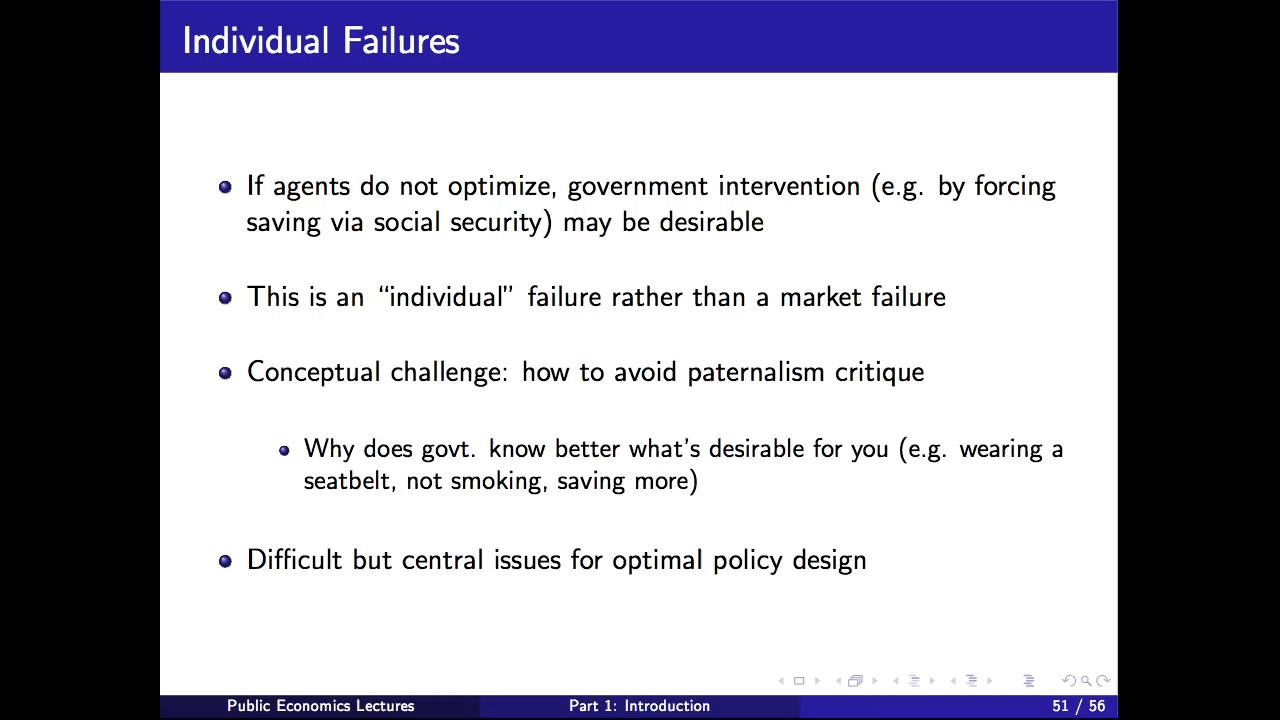 Individual Failures
If agents do not optimize, government intervention (e.g. by forcing
saving via social security) may be desirable
This is an “individual” failure rather than a market failure
Conceptual challenge: how to avoid paternalism critique
Why does govt. know better what's desirable for you (e.g. wearing a
seatbelt, not smoking, saving more)
Difficult but central issues for optimal policy design
Public Economics Lectures
Part 1: Introduction
51 / 56